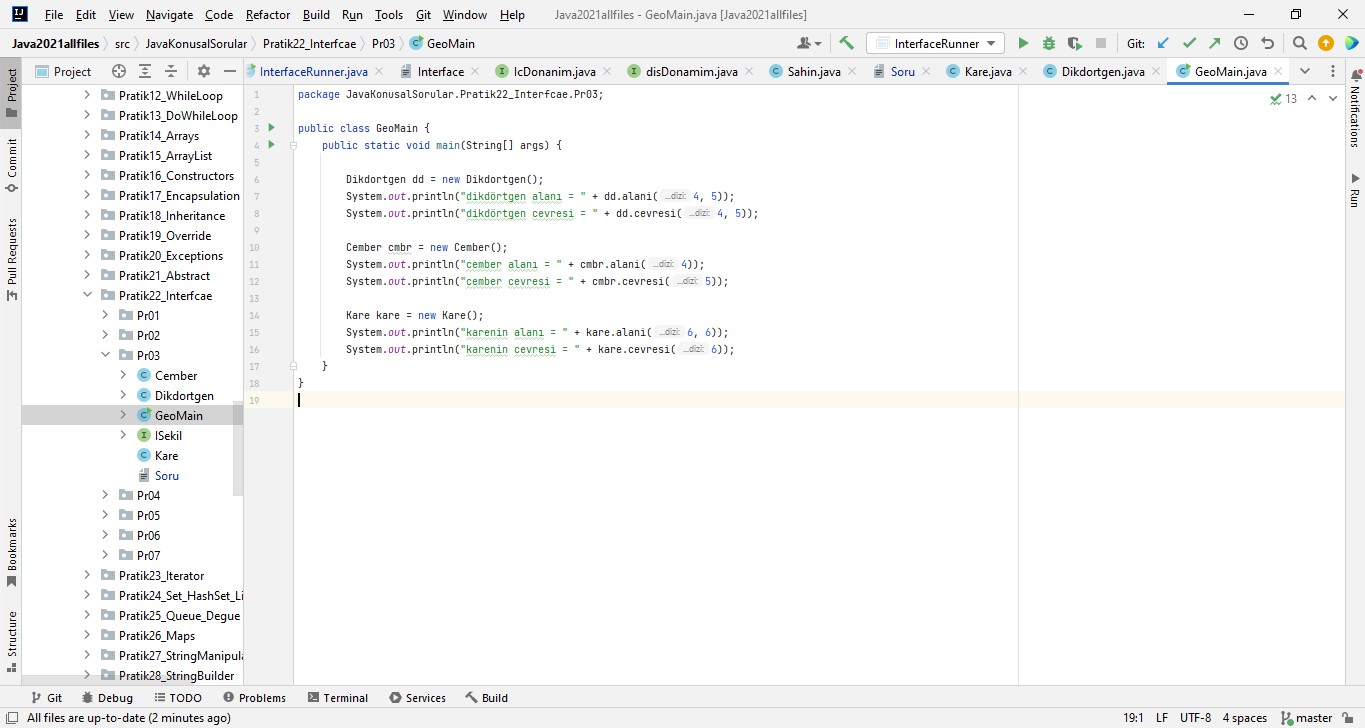 File Edit View Navigate Code Refactor Build Run Tools Git Window Help Java2021allfiles - GeoMain.java [Java2021allfiles]
Java2021allfiles src JavaKonusalSorular Pratik22_Interfcae Pr03 GeoMain InterfaceRunner Git:
Project InterfaceRunner.java Interface IcDonanim.java disDonamim.java Sahin.java Soru Kare.java Dikdortgen.java GeoMain.java
Project
Commit
Pull Requests
Bookmarks
Structure
Pratik12_WhileLoop
Pratik13_DoWhileLoop
Pratik14_Arrays
Pratik15_ArrayList
Pratik16_Constructors
Pratik17_Encapsulation
Pratik18_Inheritance
Pratik19_Override
Pratik20_Exceptions
Pratik21_Abstract
Pratik22_Interfcae
Pr01
Pr02
Pr03
Cember
Dikdortgen
GeoMain
ISekil
Kare
Soru
Pr04
Pr05
Pr06
Pr07
Pratik23_Iterator
Pratik24_Set_HashSet_Li
Pratik25_Queue_Degue
Pratik26_Maps
Pratik27_StringManipula
Pratik28_StringBuilder
1 package JavaKonusalSorular.Pratik22_Interfcae.Pr03;
2
3 public class GeoMain {
4 public static void main(String[] args) {
5
6 Dikdortgen dd = new Dikdortgen();
7 System.out.println("dikdörtgen alanı = " + dd.alani( ...dizi: 4, 5));
8 System.out.println("dikdörtgen cevresi = " + dd.cevresi( ...dizi: 4, 5));
9
10 Cember cmbr = new Cember();
11 System.out.println("cember alanı = " + cmbr.alani( ...dizi: 4));
12 System.out.println("cember cevresi = " + cmbr.cevresi( ...dizi: 5));
13
14 Kare kare = new Kare();
15 System.out.println("karenin alanı = " + kare.alani( ...dizi: 6, 6));
16 System.out.println("karenin cevresi = " + kare.cevresi( ...dizi: 6));
17 }
18 }
19
13
Notifications
Run
Git Debug TODO Problems Terminal Services Build
All files are up-to-date (2 minutes ago) 19:1 LF UTF-8 4 spaces master